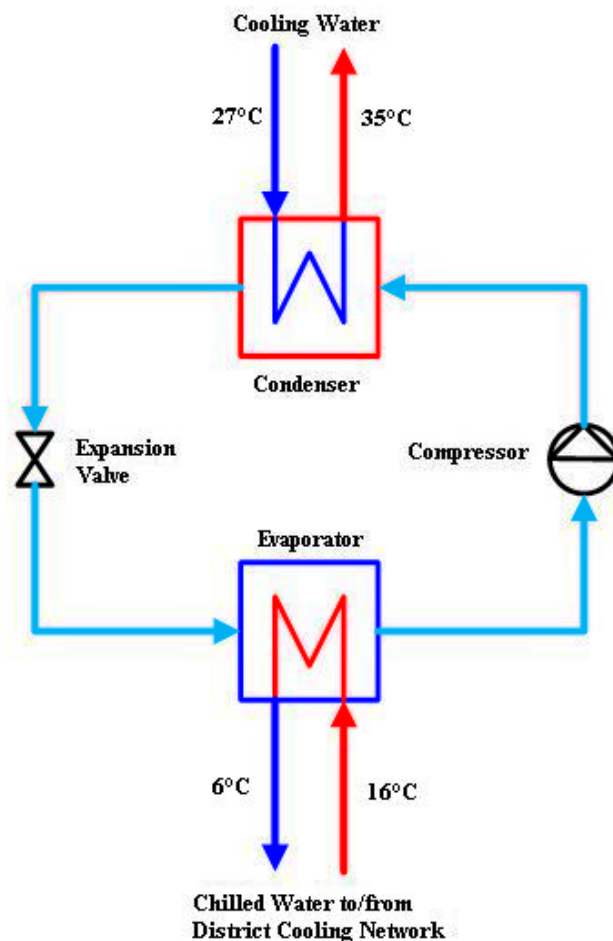 Cooling Water
27°C
35°C
Condenser
Expansion
Valve
Compressor
Evaporator
6°C
16°C
Chilled Water to/from
District Cooling Network